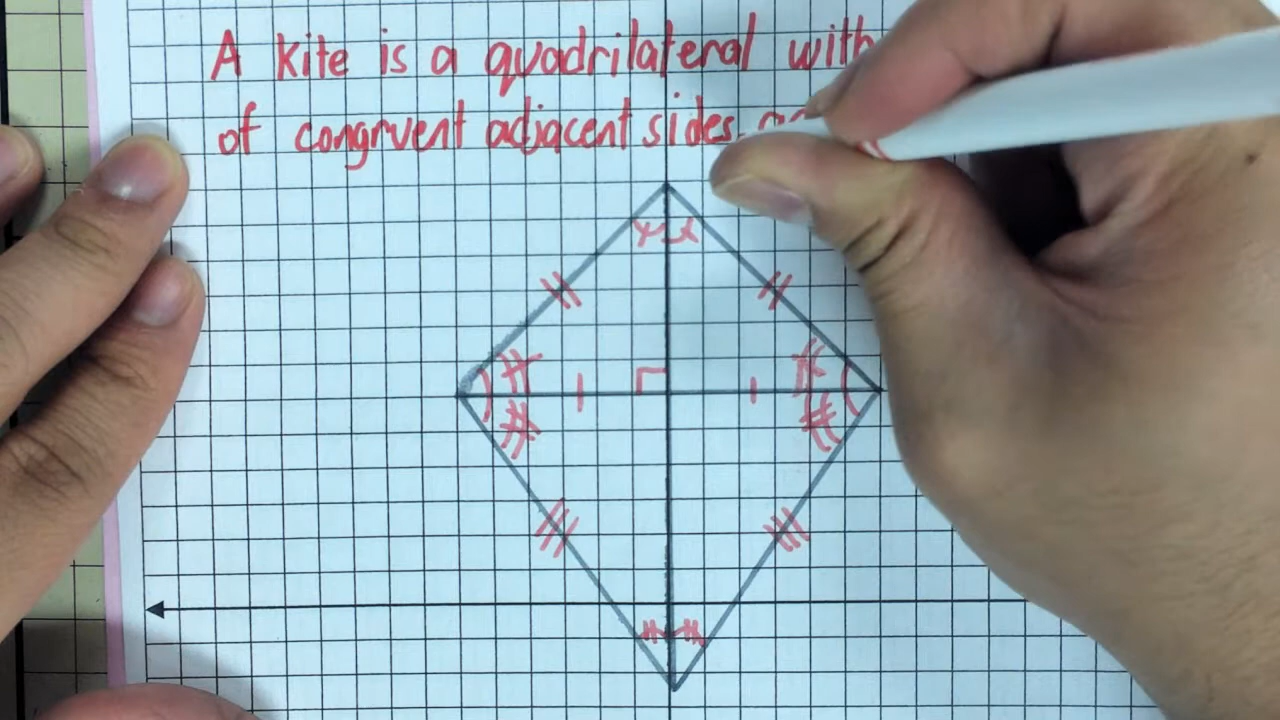 A kite is a quadrilateral with
of congruent adjacent sides